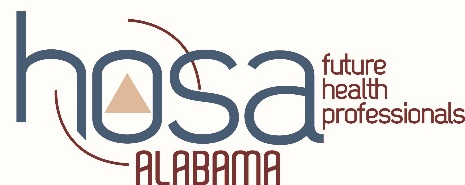 hosa
future
health
professionals
ALABAMA